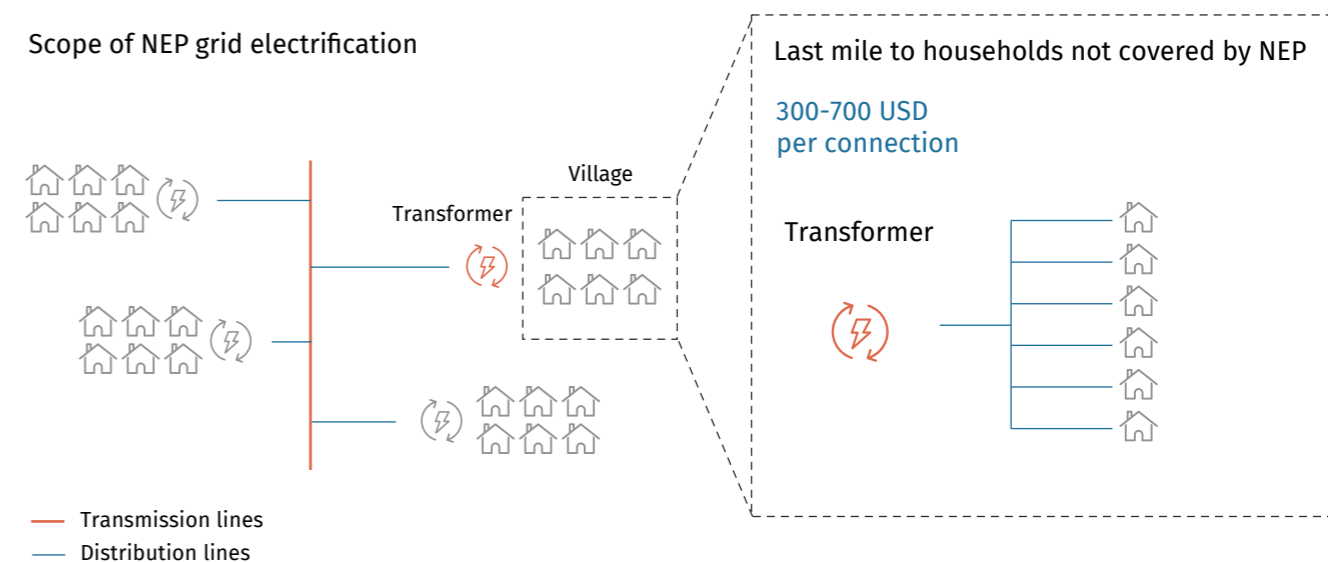 Scope of NEP grid electrification
Village
Transformer
Transmission lines
Distribution lines
Last mile to households not covered by NEP
300-700 USD
per connection
Transformer